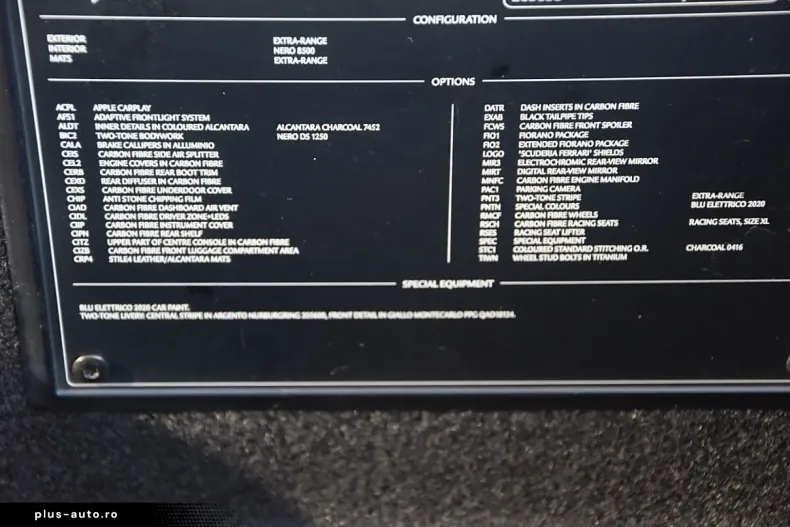 CONFIGURATION
EXTERIOR EXTRA-RANGE
INTERIOR NERO 8500
MATS EXTRA-RANGE
OPTIONS
ACPL APPLE CARPLAY
AFS1 ADAPTIVE FRONTLIGHT SYSTEM
ALDT INNER DETAILS IN COLOURED ALCANTARA ALCANTARA CHARCOAL 7452
BIC2 TWO-TONE BODYWORK NERO DS 1250
CALA BRAKE CALLIPERS IN ALLUMINIO
CEIS CARBON FIBRE SIDE AIR SPLITTER
CEL2 ENGINE COVERS IN CARBON FIBRE
CERB CARBON FIBRE REAR BOOT TRIM
CEXD REAR DIFFUSER IN CARBON FIBRE
CEXS CARBON FIBRE UNDERDOOR COVER
CHIP ANTI STONE CHIPPING FILM
CIAD CARBON FIBRE DASHBOARD AIR VENT
CIDL CARBON FIBRE DRIVER ZONE+LEDS
CIIP CARBON FIBRE INSTRUMENT COVER
CIPN CARBON FIBRE REAR SHELF
CITZ UPPER PART OF CENTRE CONSOLE IN CARBON FIBRE
CIZB CARBON FIBRE FRONT LUGGAGE COMPARTMENT AREA
CRP4 STILE4 LEATHER/ALCANTARA MATS
DATR DASH INSERTS IN CARBON FIBRE
EXAB BLACK TAILPIPE TIPS
FCWS CARBON FIBRE FRONT SPOILER
FIO1 FIORANO PACKAGE
FIO2 EXTENDED FIORANO PACKAGE
LOGO "SCUDERIA FERRARI" SHIELDS
MIR3 ELECTROCHROMIC REAR-VIEW MIRROR
MIRT DIGITAL REAR-VIEW MIRROR
MNFC CARBON FIBRE ENGINE MANIFOLD
PAC1 PARKING CAMERA
PNT3 TWO-TONE STRIPE EXTRA-RANGE
PNTN SPECIAL COLOURS BLU ELETTRICO 2020
RMCF CARBON FIBRE WHEELS
RSCH CARBON FIBRE RACING SEATS RACING SEATS, SIZE XL
RSES RACING SEAT LIFTER
SPEC SPECIAL EQUIPMENT
STC1 COLOURED STANDARD STITCHING O.R. CHARCOAL 0416
TIWN WHEEL STUD BOLTS IN TITANIUM
SPECIAL EQUIPMENT
BLU ELETTRICO 2020 CAR PAINT.
TWO-TONE LIVERY: CENTRAL STRIPE IN ARGENTO NURBURGRING FRONT DETAIL IN GIALLO MONTECARLO PPG
plus-auto.ro